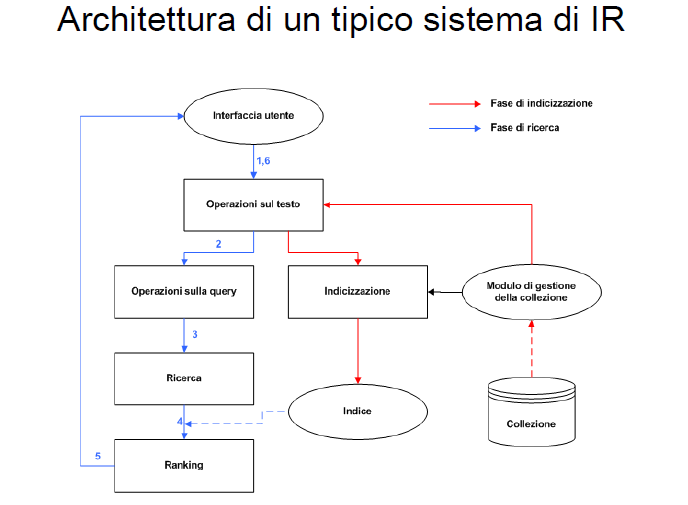 Architettura di un tipico sistema di IR
Interfaccia utente
Fase di indicizzazione
Fase di ricerca
1,6
Operazioni sul testo
2
Operazioni sulla query
Indicizzazione
Modulo di gestione
della collezione
3
Ricerca
4
Indice
Collezione
5
Ranking